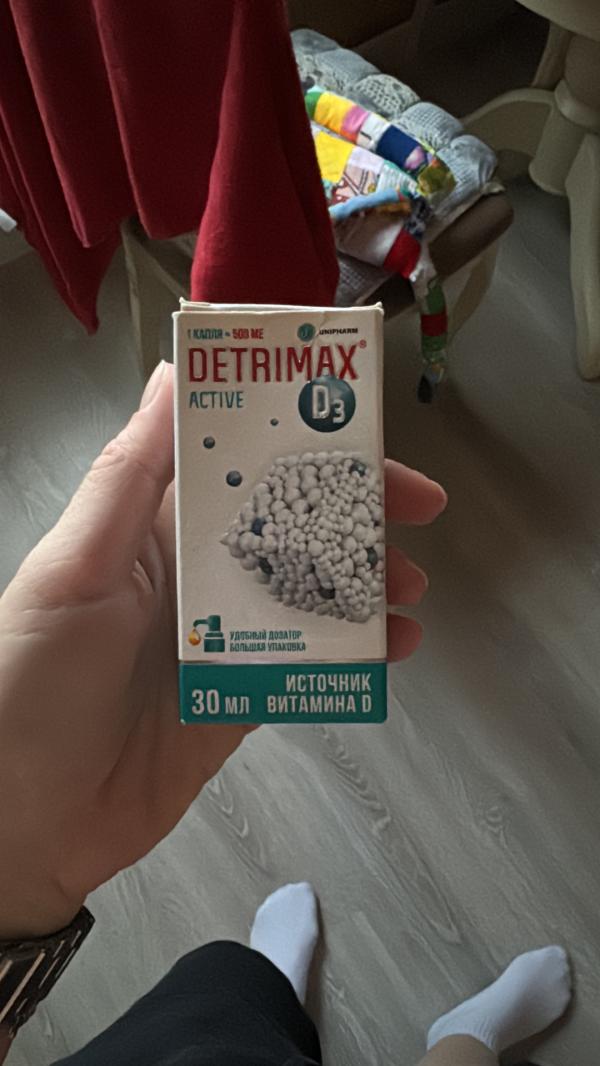 1 КАПЛЯ = 500 МЕ UNIPHARM
DETRIMAX®
ACTIVE
D3
УДОБНЫЙ ДОЗАТОР
БОЛЬШАЯ УПАКОВКА
30 МЛ
ИСТОЧНИК
ВИТАМИНА D